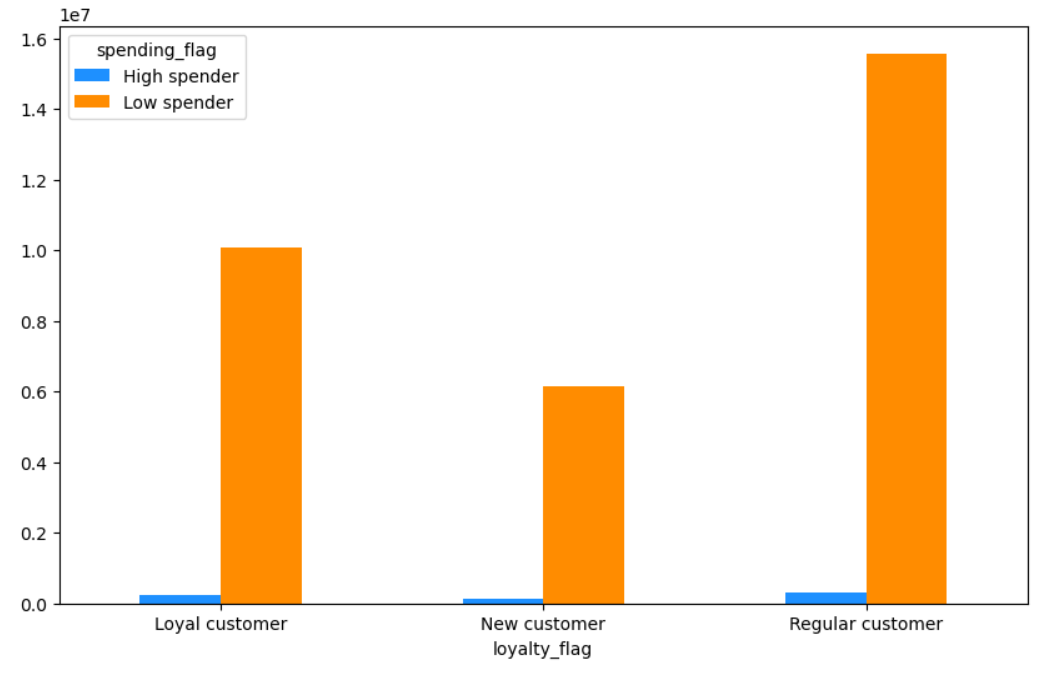 1e7
1.6
1.4
1.2
1.0
0.8
0.6
0.4
0.2
0.0
spending_flag
High spender
Low spender
Loyal customer
New customer
Regular customer
loyalty_flag